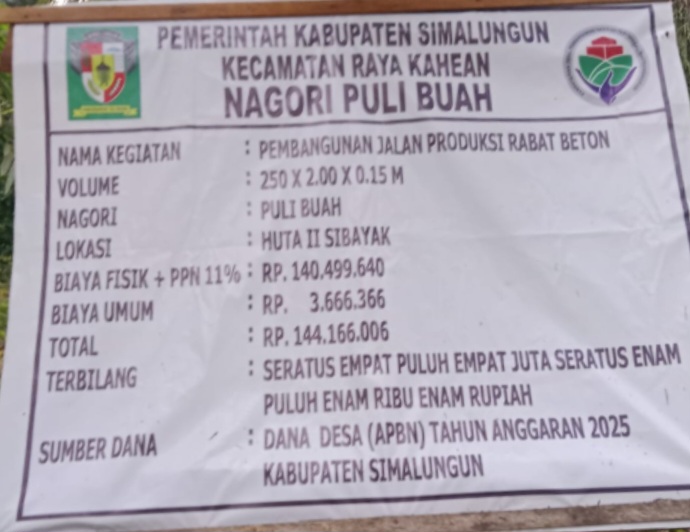 PEMERINTAH KABUPATEN SIMALUNGUN
KECAMATAN RAYA KAHEAN
NAGORI PULI BUAH
NAMA KEGIATAN : PEMBANGUNAN JALAN PRODUKSI RABAT BETON
VOLUME : 250 X 2.00 X 0.15 M
NAGORI : PULI BUAH
LOKASI : HUTA II SIBAYAK
BIAYA FISIK + PPN 11% : RP. 140.499.640
BIAYA UMUM : RP. 3.666.366
TOTAL : RP. 144.166.006
TERBILANG : SERATUS EMPAT PULUH EMPAT JUTA SERATUS ENAM
PULUH ENAM RIBU ENAM RUPIAH
SUMBER DANA : DANA DESA (APBN) TAHUN ANGGARAN 2025
KABUPATEN SIMALUNGUN